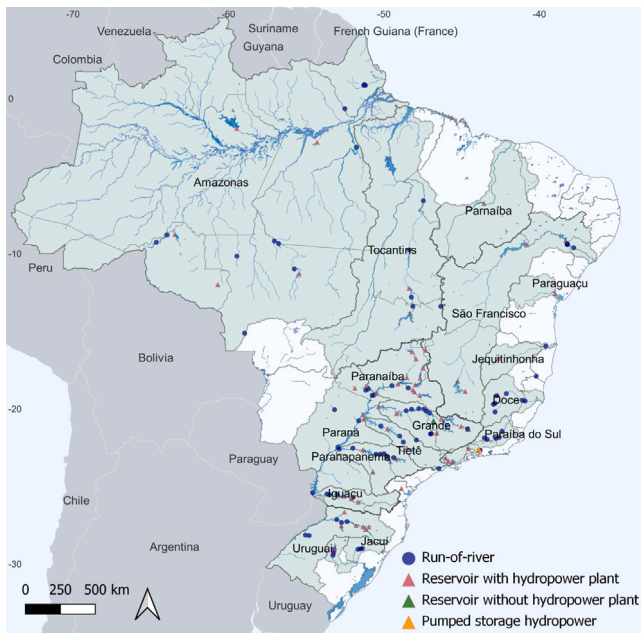 -70
-60
-50
-40
Venezuela
Suriname
Guyana
French Guiana (France)
Colombia
0
Amazonas
Parnaíba
Tocantins
-10
Peru
Paraguaçu
São Francisco
Bolivia
Jequitinhonha
Paranaíba
Doce
-20
Paraná
Grande
Paraíba do Sul
Tietê
Paranapanema
Paraguay
Iguaçu
Chile
Argentina
Uruguai
Jacuí
-30
Uruguay
0 250 500 km
Run-of-river
Reservoir with hydropower plant
Reservoir without hydropower plant
Pumped storage hydropower